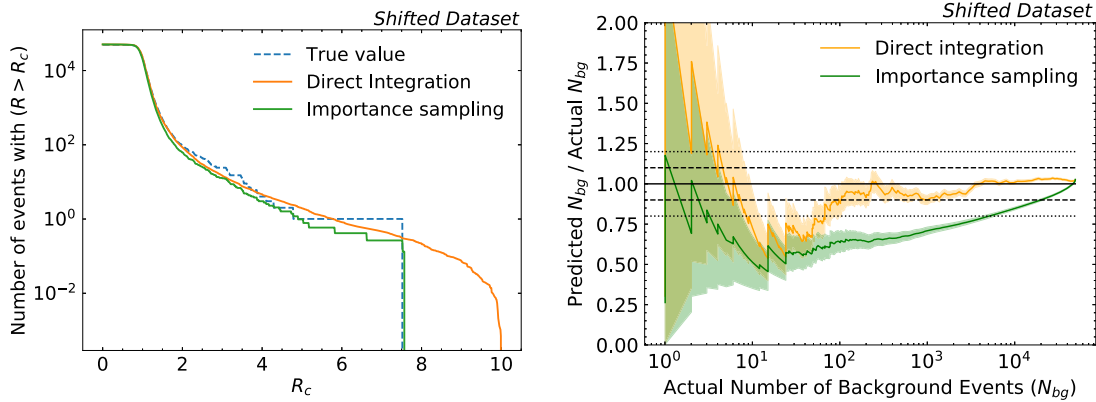 Shifted Dataset
Number of events with (R > R_c)
10^4
10^2
10^0
10^-2
True value
Direct Integration
Importance sampling
0
2
4
6
8
10
R_c
Shifted Dataset
Predicted N_bg / Actual N_bg
2.00
1.75
1.50
1.25
1.00
0.75
0.50
0.25
0.00
Direct integration
Importance sampling
10^0
10^1
10^2
10^3
10^4
Actual Number of Background Events (N_bg)